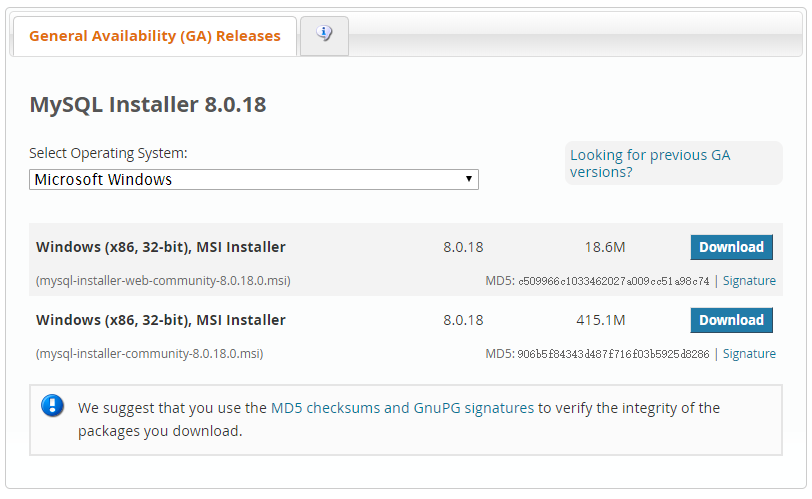 General Availability (GA) Releases
MySQL Installer 8.0.18
Select Operating System:
Looking for previous GA
versions?
Microsoft Windows
Windows (x86, 32-bit), MSI Installer 8.0.18 18.6M Download
(mysql-installer-web-community-8.0.18.0.msi) MD5: c509966c1033462027a009cc51a98c74 | Signature
Windows (x86, 32-bit), MSI Installer 8.0.18 415.1M Download
(mysql-installer-community-8.0.18.0.msi) MD5: 906b5f84343d487f716f03b5925d8286 | Signature
We suggest that you use the MD5 checksums and GnuPG signatures to verify the integrity of the
packages you download.